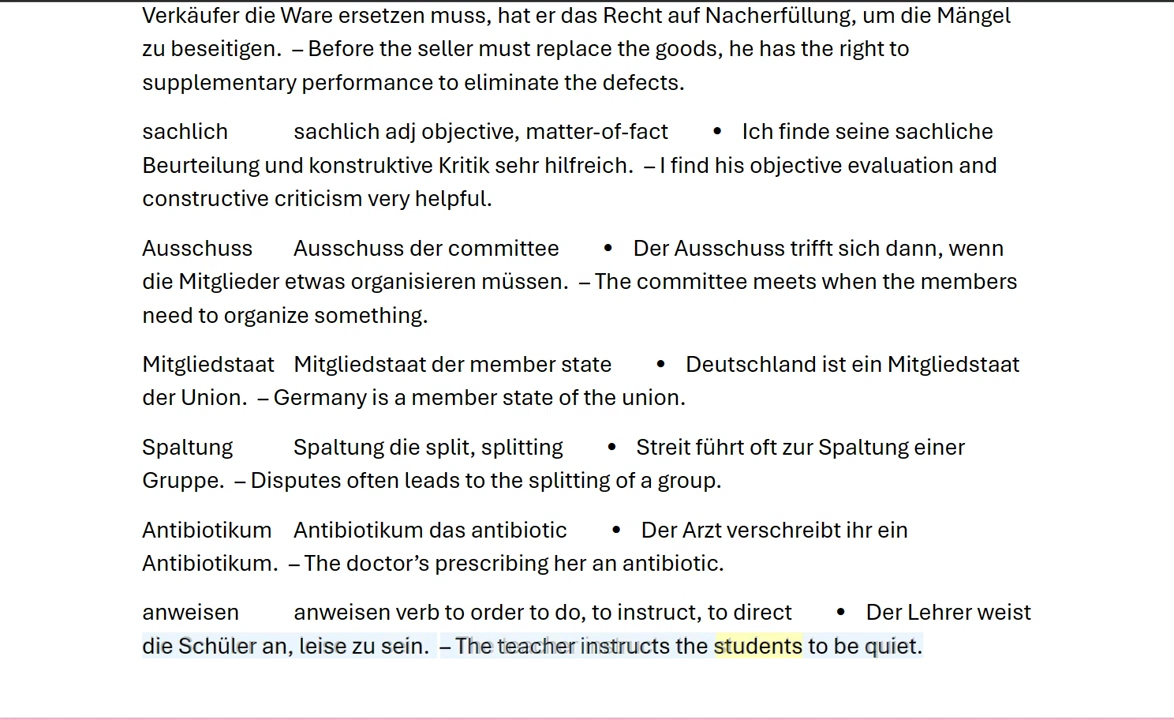 Verkäufer die Ware ersetzen muss, hat er das Recht auf Nacherfüllung, um die Mängel
zu beseitigen. – Before the seller must replace the goods, he has the right to
supplementary performance to eliminate the defects.
sachlich sachlich adj objective, matter-of-fact • Ich finde seine sachliche
Beurteilung und konstruktive Kritik sehr hilfreich. – I find his objective evaluation and
constructive criticism very helpful.
Ausschuss Ausschuss der committee • Der Ausschuss trifft sich dann, wenn
die Mitglieder etwas organisieren müssen. – The committee meets when the members
need to organize something.
Mitgliedstaat Mitgliedstaat der member state • Deutschland ist ein Mitgliedstaat
der Union. – Germany is a member state of the union.
Spaltung Spaltung die split, splitting • Streit führt oft zur Spaltung einer
Gruppe. – Disputes often leads to the splitting of a group.
Antibiotikum Antibiotikum das antibiotic • Der Arzt verschreibt ihr ein
Antibiotikum. – The doctor’s prescribing her an antibiotic.
anweisen anweisen verb to order to do, to instruct, to direct • Der Lehrer weist
die Schüler an, leise zu sein. – The teacher instructs the students to be quiet.